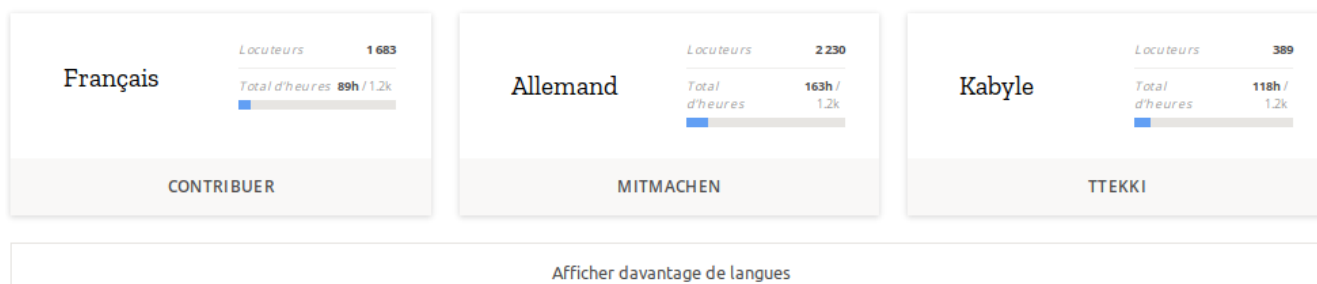 Français
Locuteurs 1 683
Total d'heures 89h / 1.2k
CONTRIBUER
Allemand
Locuteurs 2 230
Total 163h /
d'heures 1.2k
MITMACHEN
Kabyle
Locuteurs 389
Total 118h /
d'heures 1.2k
TTEKKI
Afficher davantage de langues